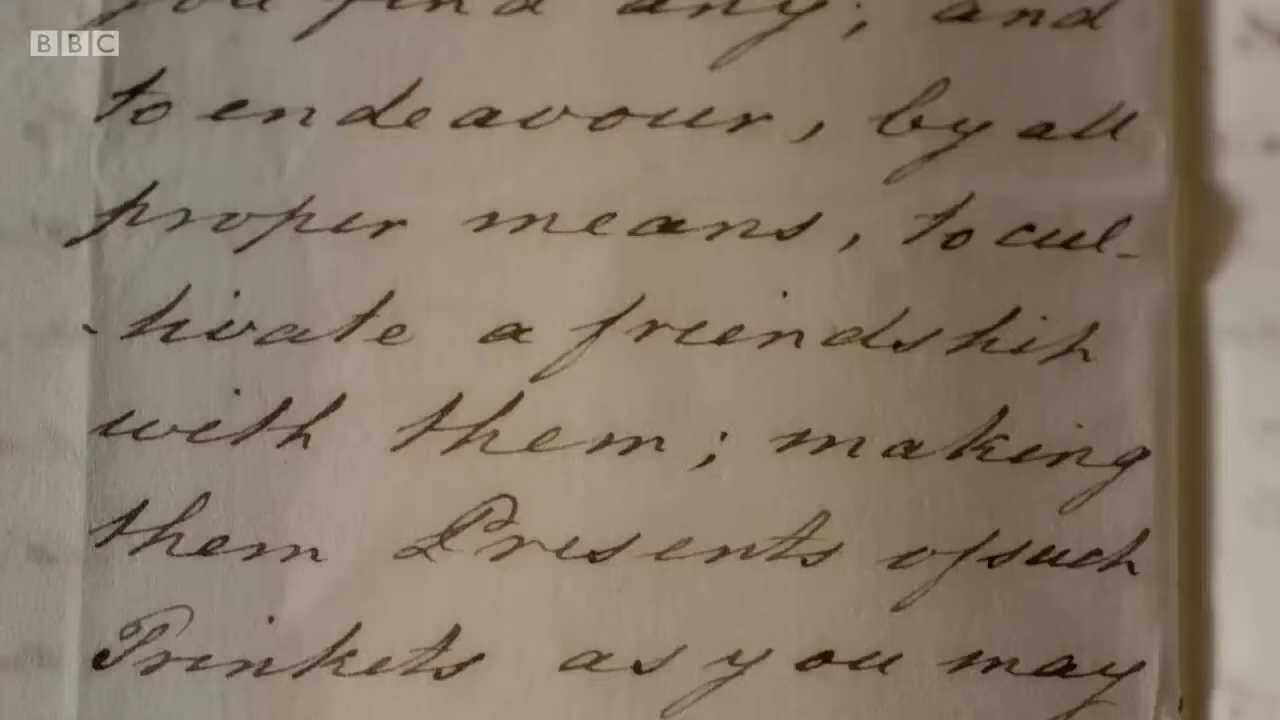 BBC
you find any; and
to endeavour, by all
proper means, to cul-
-tivate a friendship
with them; making
them Presents of such
Trinkets as you may